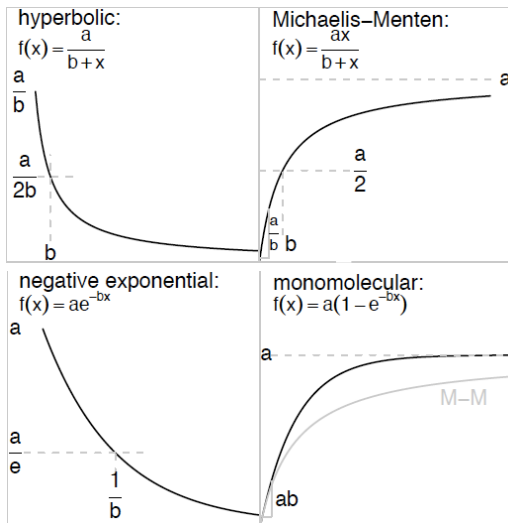 hyperbolic:
f(x) = a/(b+x)
a/b
a/2b
b
Michaelis−Menten:
f(x) = ax/(b+x)
a
a/2
a/b
b
negative exponential:
f(x) = ae^−bx
a
a/e
1/b
monomolecular:
f(x) = a(1 − e^−bx)
a
M−M
ab